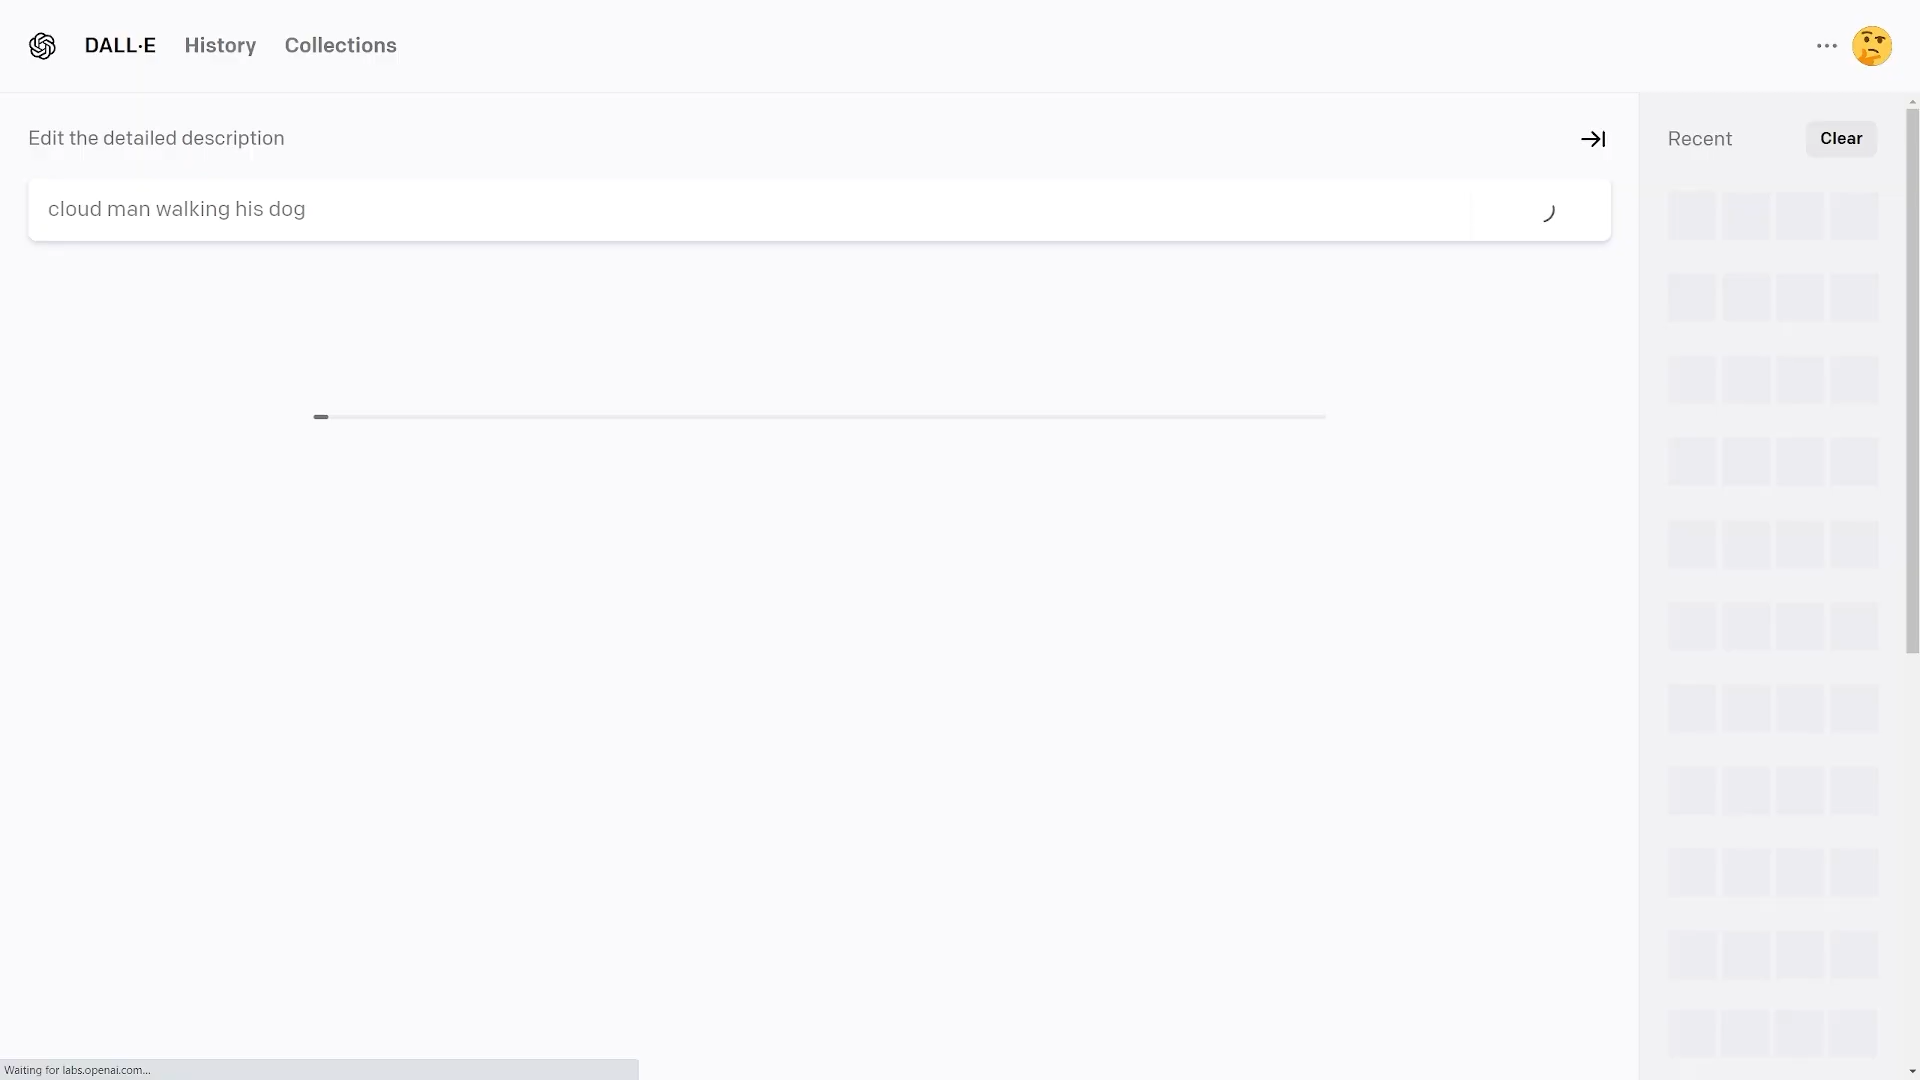 DALL·E History Collections
Edit the detailed description
Recent Clear
cloud man walking his dog
Waiting for labs.openai.com...